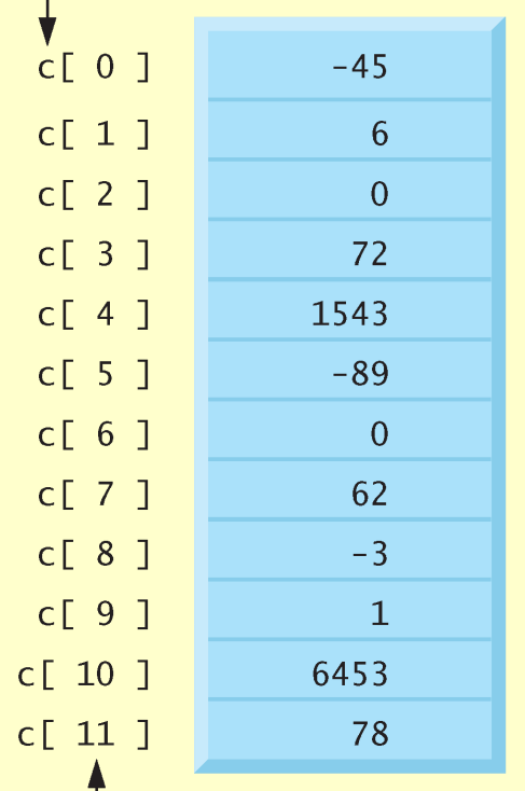 c[ 0 ] -45
c[ 1 ] 6
c[ 2 ] 0
c[ 3 ] 72
c[ 4 ] 1543
c[ 5 ] -89
c[ 6 ] 0
c[ 7 ] 62
c[ 8 ] -3
c[ 9 ] 1
c[ 10 ] 6453
c[ 11 ] 78